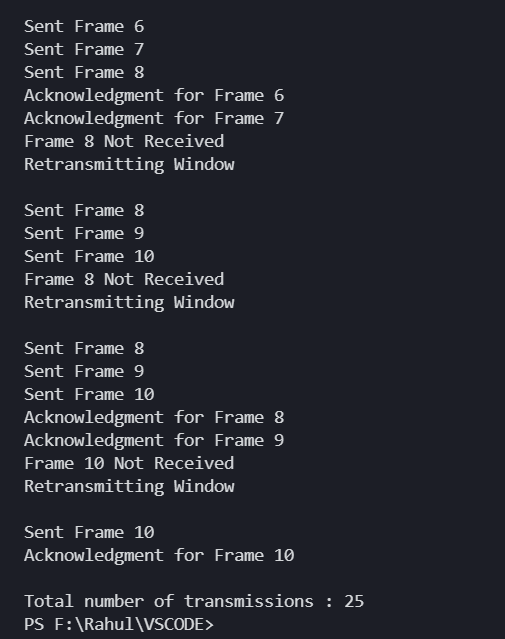 Sent Frame 6
Sent Frame 7
Sent Frame 8
Acknowledgment for Frame 6
Acknowledgment for Frame 7
Frame 8 Not Received
Retransmitting Window
Sent Frame 8
Sent Frame 9
Sent Frame 10
Frame 8 Not Received
Retransmitting Window
Sent Frame 8
Sent Frame 9
Sent Frame 10
Acknowledgment for Frame 8
Acknowledgment for Frame 9
Frame 10 Not Received
Retransmitting Window
Sent Frame 10
Acknowledgment for Frame 10
Total number of transmissions : 25
PS F:\Rahul\VSCODE>